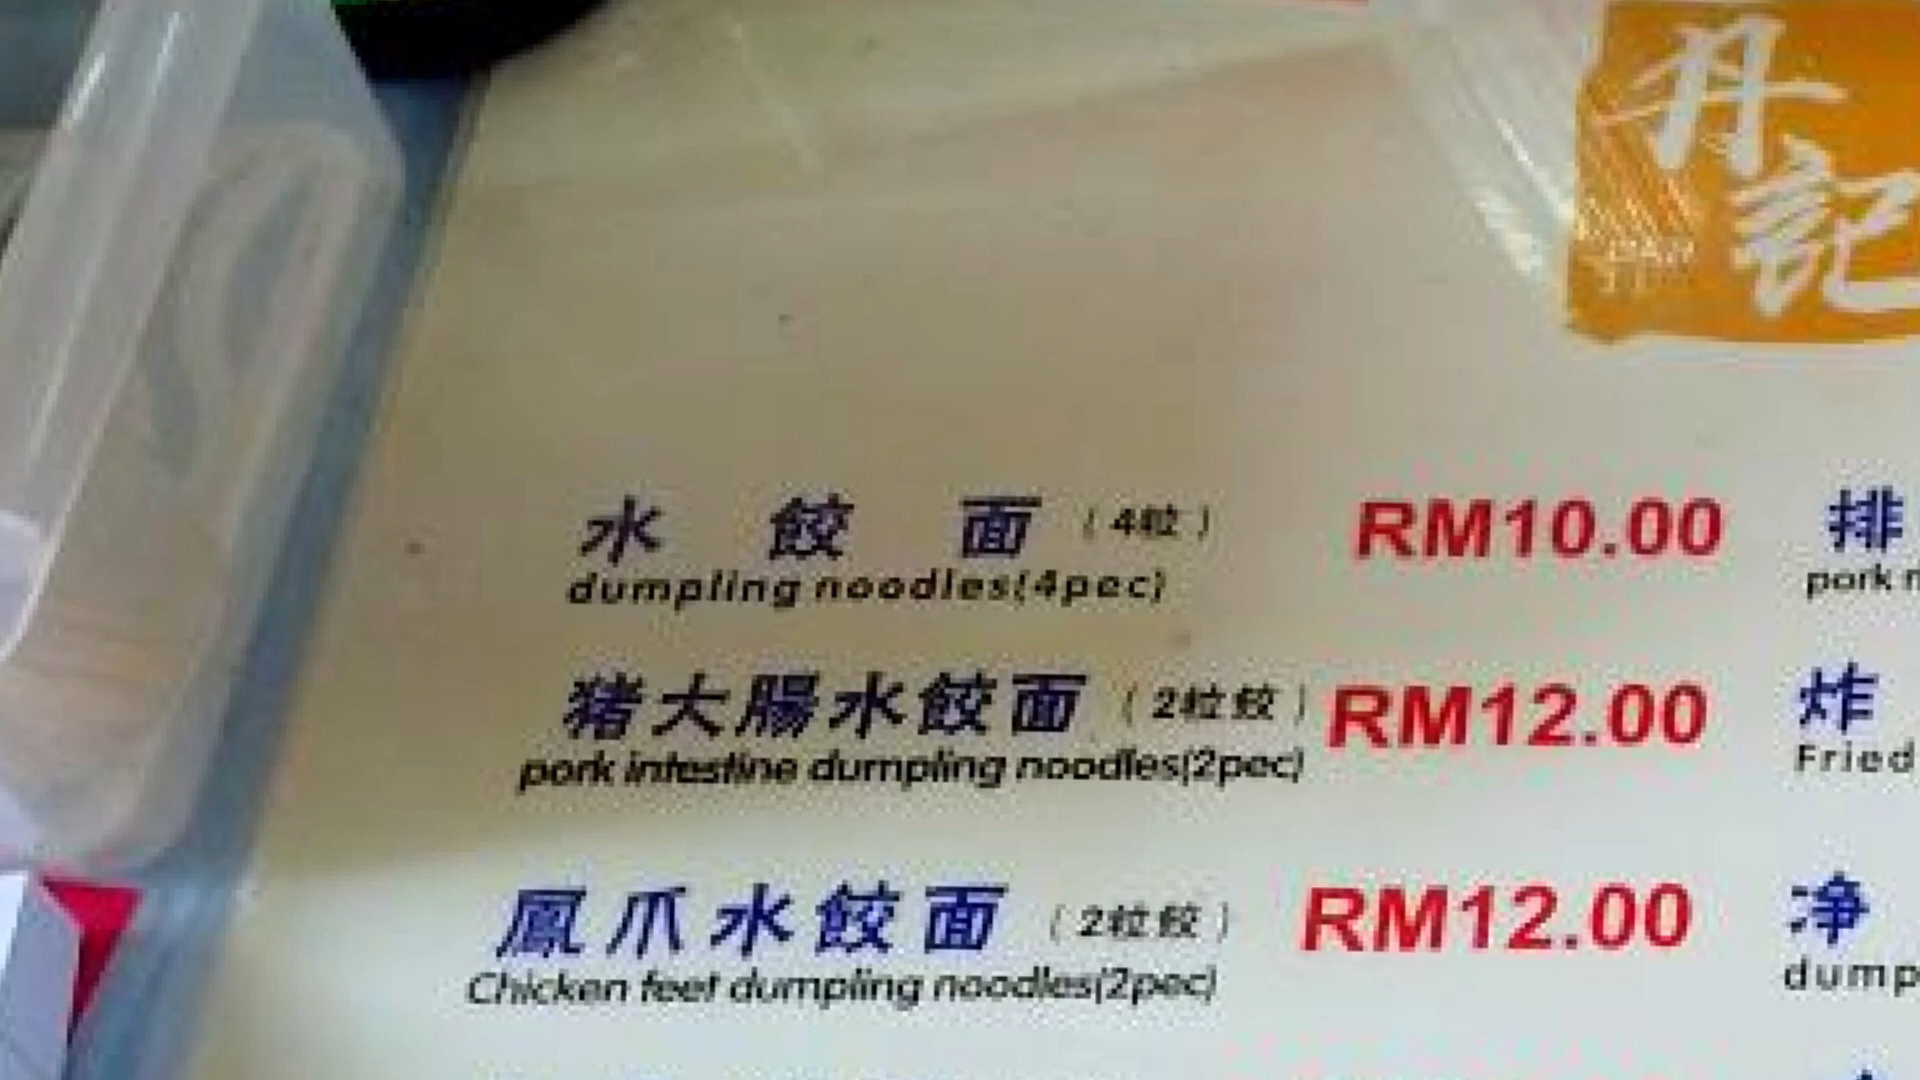 丹
記
水 餃 面 (4粒) RM10.00 排
dumpling noodles(4pec) pork
猪大腸水餃面 (2粒餃) RM12.00 炸
pork intestine dumpling noodles(2pec) Fried
鳳爪水餃面 (2粒餃) RM12.00 净
Chicken feet dumpling noodles(2pec) dump